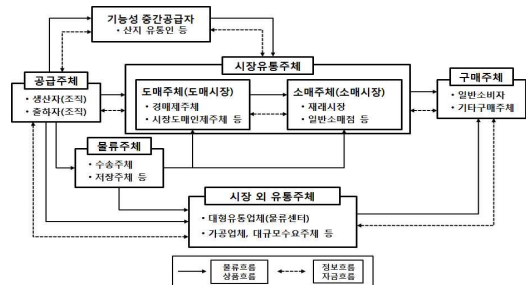 기능성 중간공급자
• 산지 유통인 등
시장유통주체
공급주체
• 생산자(조직)
• 출하자(조직)
도매주체(도매시장)
• 경매제주체
• 시장도매인제주체 등
소매주체(소매시장)
• 재래시장
• 일반소매점 등
구매주체
• 일반소비자
• 기타구매주체
물류주체
• 수송주체
• 저장주체 등
시장 외 유통주체
• 대형유통업체(물류센터)
• 가공업체, 대규모수요주체 등
물류흐름
상품흐름
정보흐름
자금흐름